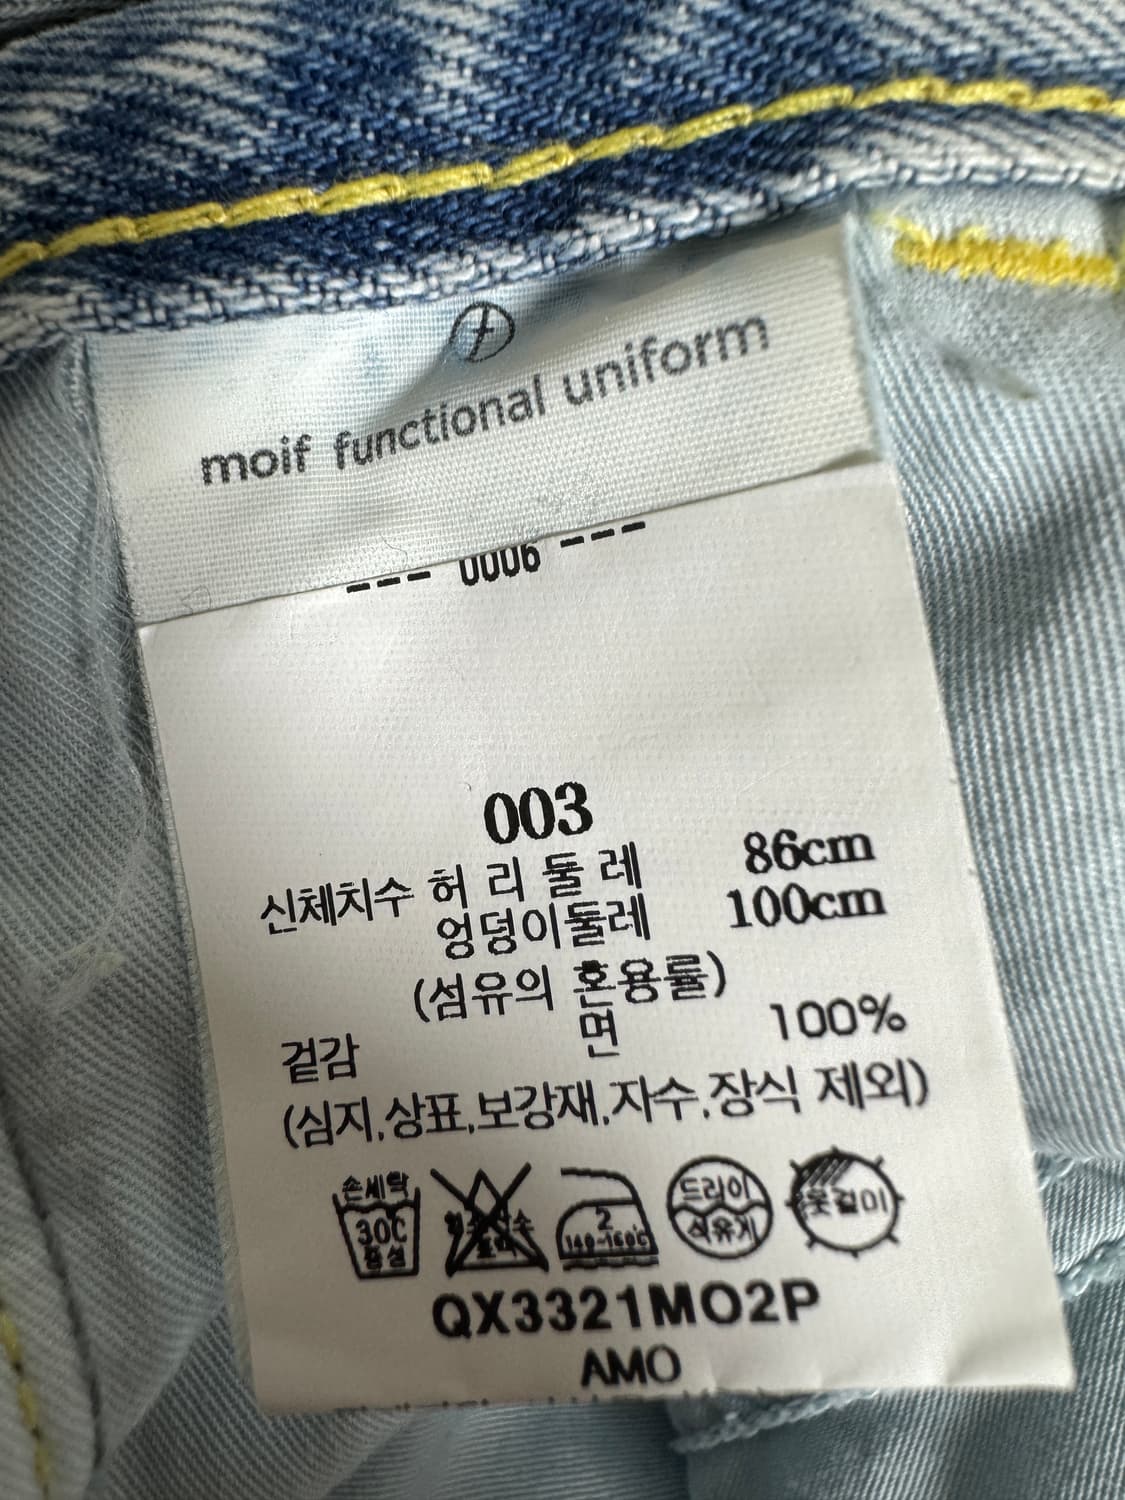 moif functional uniform
--- 0006 ---
003
신체치수 허 리 둘 레 86cm
엉덩이둘레 100cm
(섬유의 혼용률)
겉감 면 100%
(심지,상표,보강재,자수,장식 제외)
손세탁 30C 중성
2 140-160℃
드라이 석유계
옷걸이
QX3321MO2P
AMO